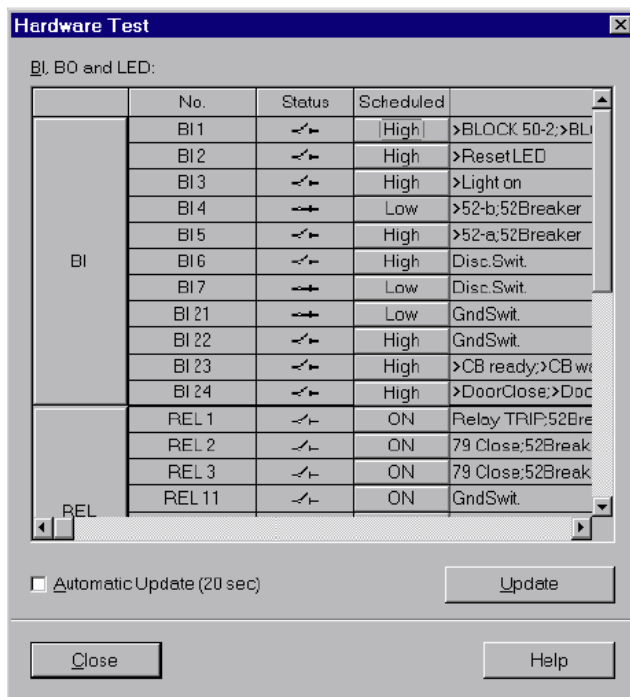 Hardware Test
BI, BO and LED:
No. Status Scheduled
BI 1 High >BLOCK 50-2;>BL
BI 2 High >ResetLED
BI 3 High >Light on
BI 4 Low >52-b;52Breaker
BI 5 High >52-a;52Breaker
BI BI 6 High Disc.Swit.
BI 7 Low Disc.Swit.
BI 21 Low GndSwit.
BI 22 High GndSwit.
BI 23 High >CB ready;>CB wa
BI 24 High >DoorClose;>Doo
REL 1 ON Relay TRIP;52Bre
REL 2 ON 79 Close;52Break
REL 3 ON 79 Close;52Break
REL REL 11 ON GndSwit.
Automatic Update (20 sec) Update
Close Help